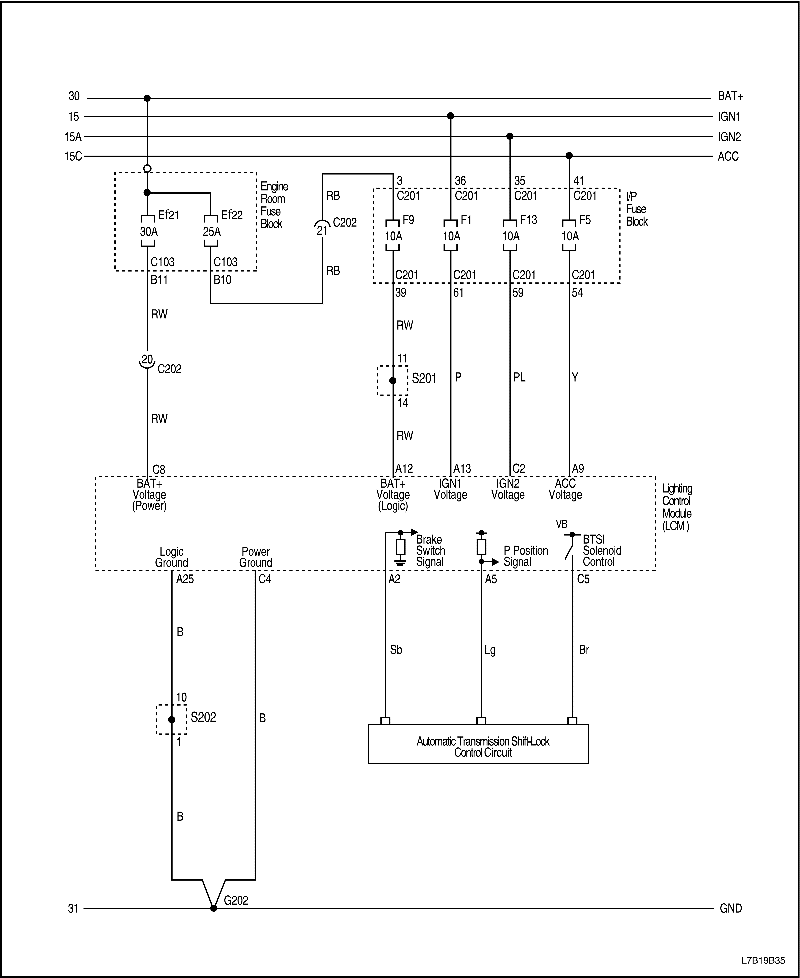 30 BAT+
15 IGN1
15A IGN2
15C ACC
Engine
Room
Fuse
Block
Ef21 Ef22
30A 25A
C103 C103
B11 B10
RB
21 C202
RB
3 36 35 41
C201 C201 C201 C201
I/P
Fuse
Block
F9 F1 F13 F5
10A 10A 10A 10A
C201 C201 C201 C201
39 61 59 54
RW RW
20 C202
11
S201
14
P PL Y
RW RW
C8 A12 A13 C2 A9
BAT+
Voltage
(Power)
BAT+
Voltage
(Logic)
IGN1
Voltage
IGN2
Voltage
ACC
Voltage
Lighting
Control
Module
(LCM )
Brake
Switch
Signal
P Position
Signal
VB
BTSI
Solenoid
Control
Logic
Ground
Power
Ground
A25 C4 A2 A5 C5
B
Sb Lg Br
10
S202
1
B
Automatic Transmission Shift-Lock
Control Circuit
B
G202
31 GND
L7B19B35